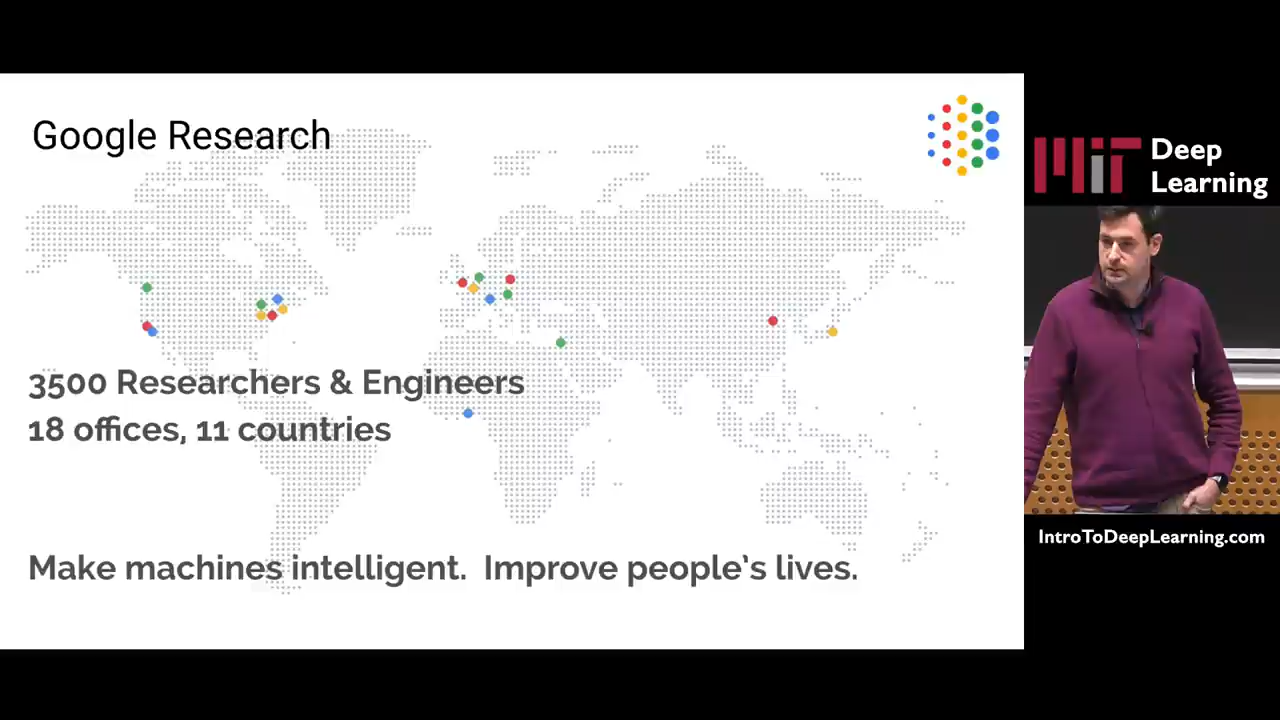 Google Research
3500 Researchers & Engineers
18 offices, 11 countries
Make machines intelligent.  Improve people's lives.
MIT Deep
Learning
IntroToDeepLearning.com